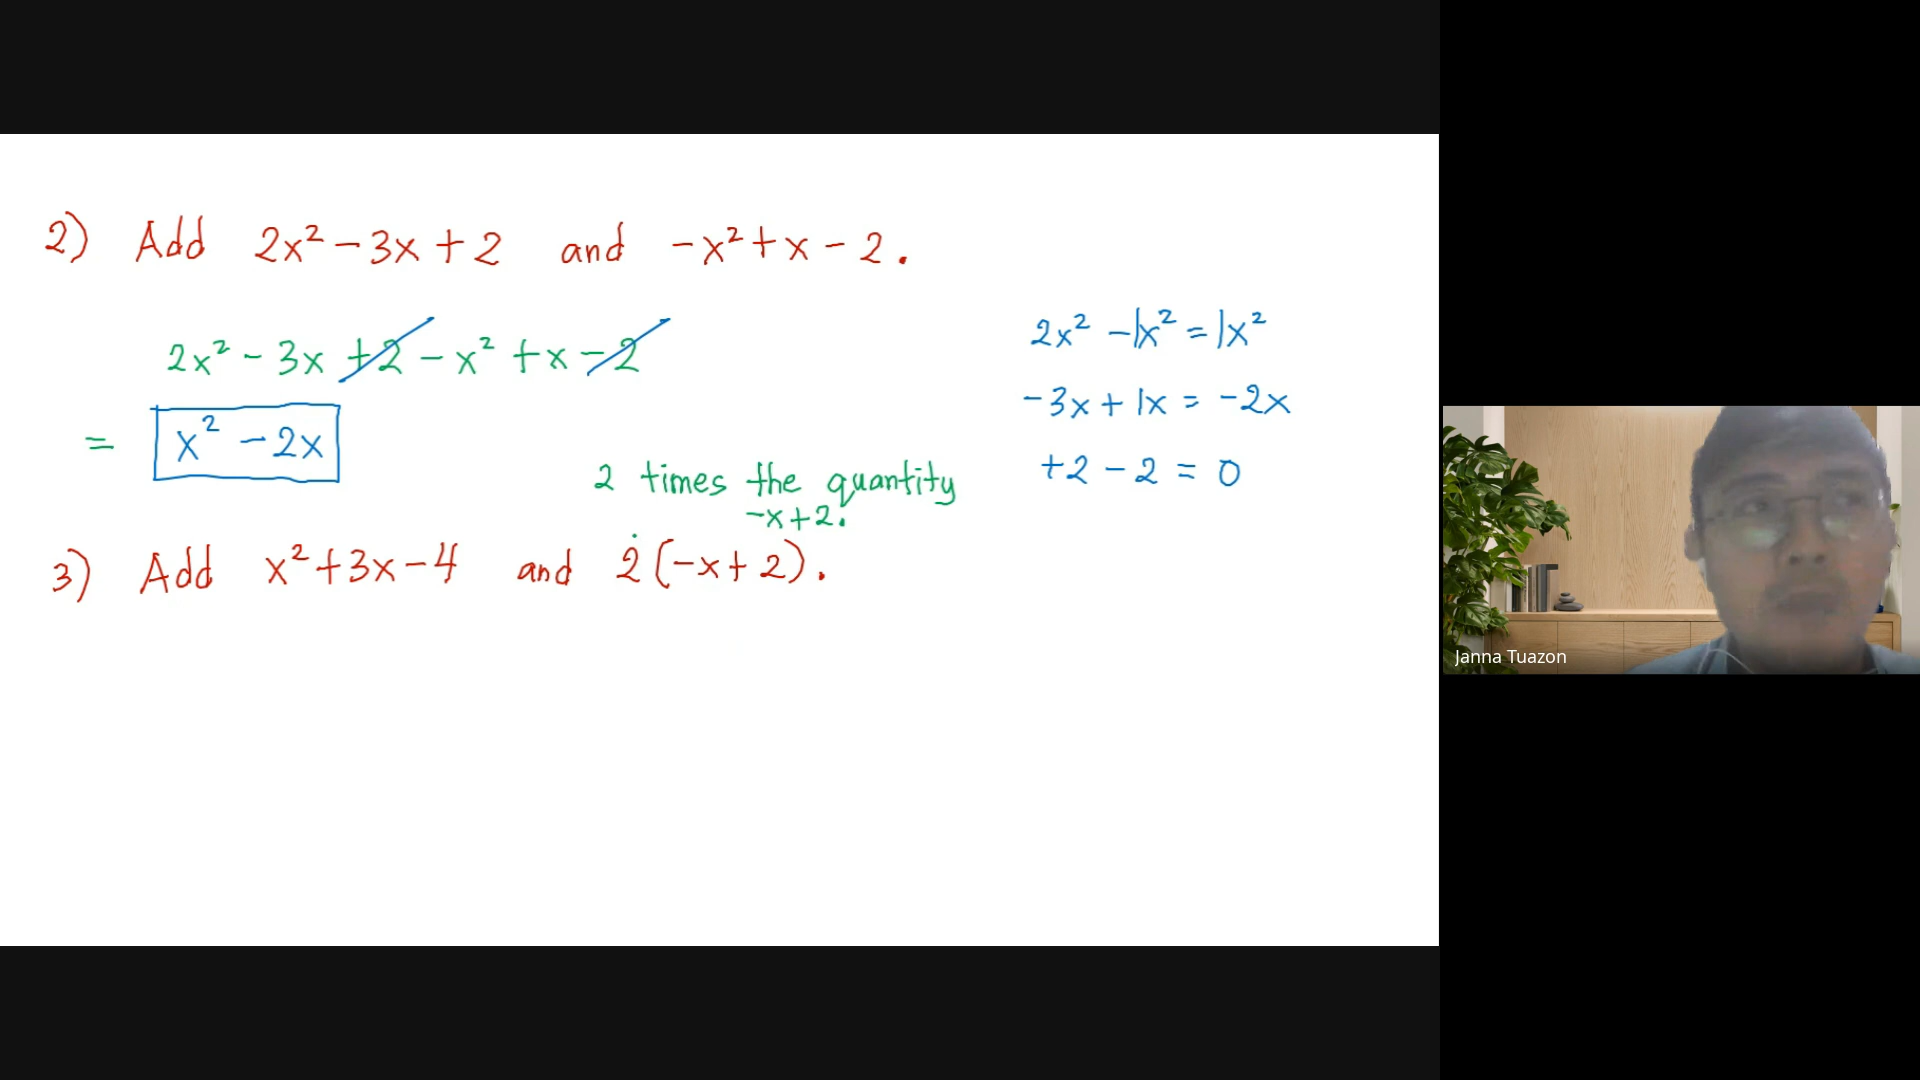 2) Add 2x² - 3x + 2 and -x² + x - 2.
2x² - 3x +2 - x² + x - 2
= x² - 2x
2x² - 1x² = 1x²
-3x + 1x = -2x
+2 - 2 = 0
2 times the quantity
-x+2.
3) Add x² + 3x - 4 and 2(-x + 2).
Janna Tuazon